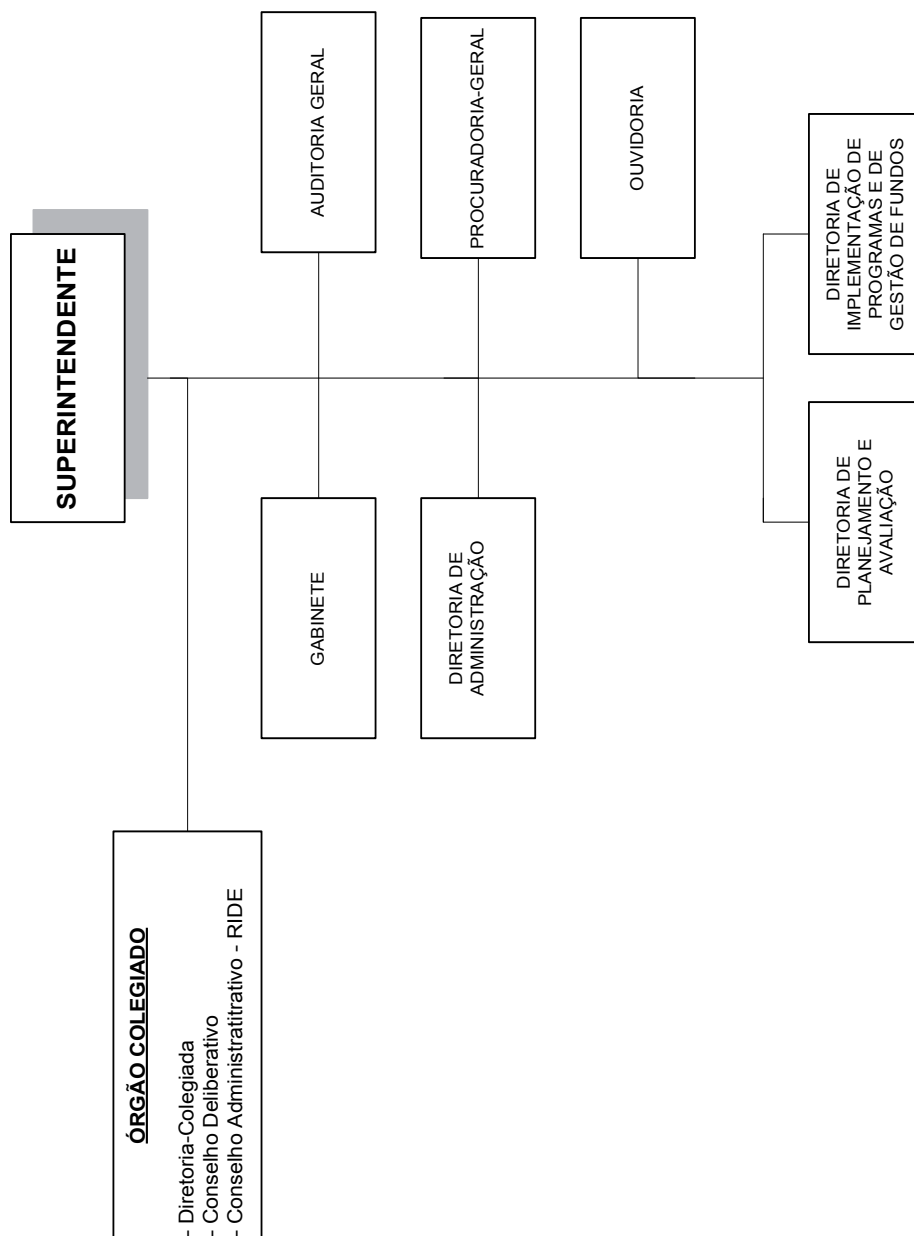 SUPERINTENDENTE
ÓRGÃO COLEGIADO
- Diretoria-Colegiada
- Conselho Deliberativo
- Conselho Administratitrativo - RIDE
GABINETE
AUDITORIA GERAL
DIRETORIA DE
ADMINISTRAÇÃO
PROCURADORIA-GERAL
OUVIDORIA
DIRETORIA DE
PLANEJAMENTO E
AVALIAÇÃO
DIRETORIA DE
IMPLEMENTAÇÃO DE
PROGRAMAS E DE
GESTÃO DE FUNDOS